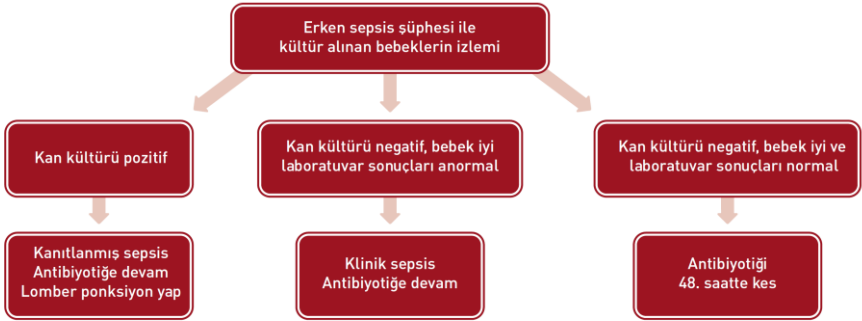 Erken sepsis şüphesi ile
kültür alınan bebeklerin izlemi
Kan kültürü pozitif
Kan kültürü negatif, bebek iyi
laboratuvar sonuçları anormal
Kan kültürü negatif, bebek iyi ve
laboratuvar sonuçları normal
Kanıtlanmış sepsis
Antibiyotiğe devam
Lomber ponksiyon yap
Klinik sepsis
Antibiyotiğe devam
Antibiyotiği
48. saatte kes